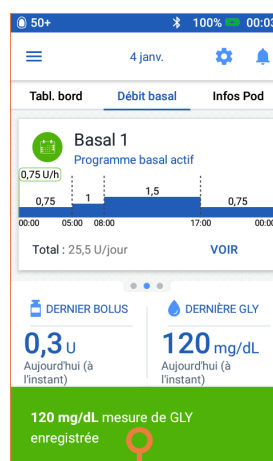 50+ 100% 00:03
4 janv.
Tabl. bord Débit basal Infos Pod
Basal 1
Programme basal actif
0,75 U/h
0,75 1 1,5 0,75
00:00 05:00 08:00 17:00 00:00
Total : 25,5 U/jour VOIR
DERNIER BOLUS DERNIÈRE GLY
0,3 U 120 mg/dL
Aujourd'hui (à Aujourd'hui (à
l'instant) l'instant)
120 mg/dL mesure de GLY
enregistrée